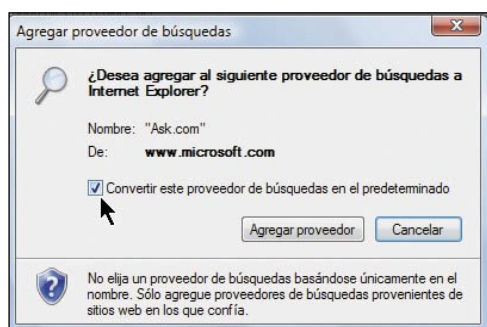 Agregar proveedor de búsquedas
¿Desea agregar al siguiente proveedor de búsquedas a
Internet Explorer?
Nombre: "Ask.com"
De: www.microsoft.com
Convertir este proveedor de búsquedas en el predeterminado
Agregar proveedor Cancelar
No elija un proveedor de búsquedas basándose únicamente en el
nombre. Sólo agregue proveedores de búsquedas provenientes de
sitios web en los que confía.